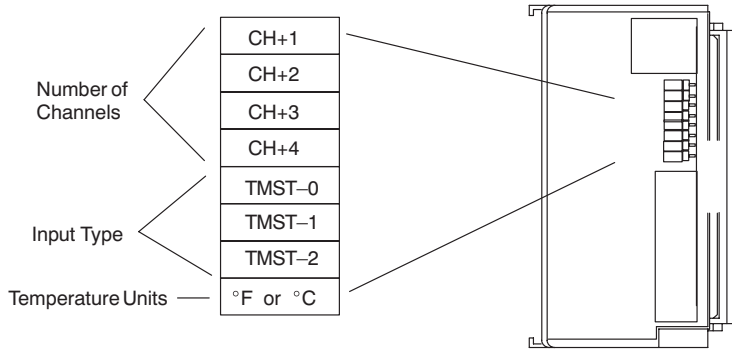 CH+1
CH+2
CH+3
CH+4
TMST–0
TMST–1
TMST–2
°F or °C
Number of
Channels
Input Type
Temperature Units